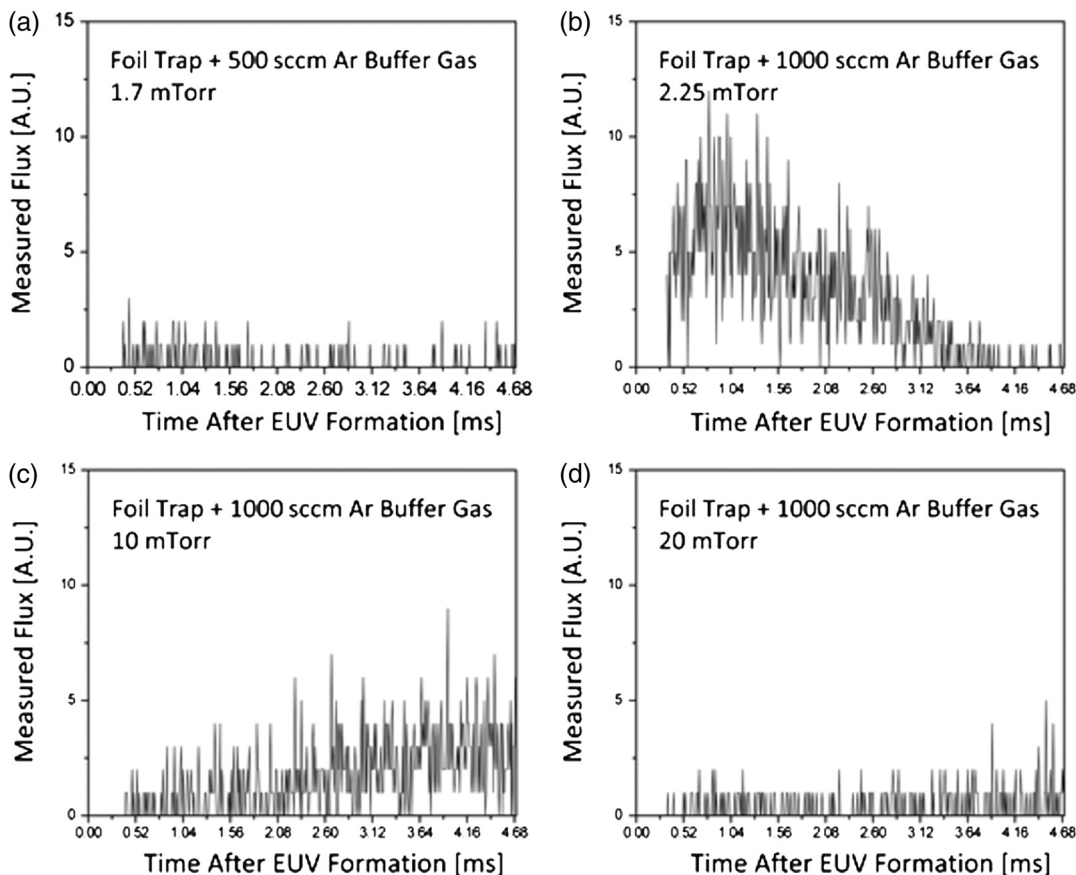 (a)
15
10
5
0
Measured Flux [A.U.]
Foil Trap + 500 sccm Ar Buffer Gas
1.7 mTorr
0.00 0.52 1.04 1.56 2.08 2.60 3.12 3.64 4.16 4.68
Time After EUV Formation [ms]
(b)
15
10
5
0
Measured Flux [A.U.]
Foil Trap + 1000 sccm Ar Buffer Gas
2.25 mTorr
0.00 0.52 1.04 1.56 2.08 2.60 3.12 3.64 4.16 4.68
Time After EUV Formation [ms]
(c)
15
10
5
0
Measured Flux [A.U.]
Foil Trap + 1000 sccm Ar Buffer Gas
10 mTorr
0.00 0.52 1.04 1.56 2.08 2.60 3.12 3.64 4.16 4.68
Time After EUV Formation [ms]
(d)
15
10
5
0
Measured Flux [A.U.]
Foil Trap + 1000 sccm Ar Buffer Gas
20 mTorr
0.00 0.52 1.04 1.56 2.08 2.60 3.12 3.64 4.16 4.68
Time After EUV Formation [ms]